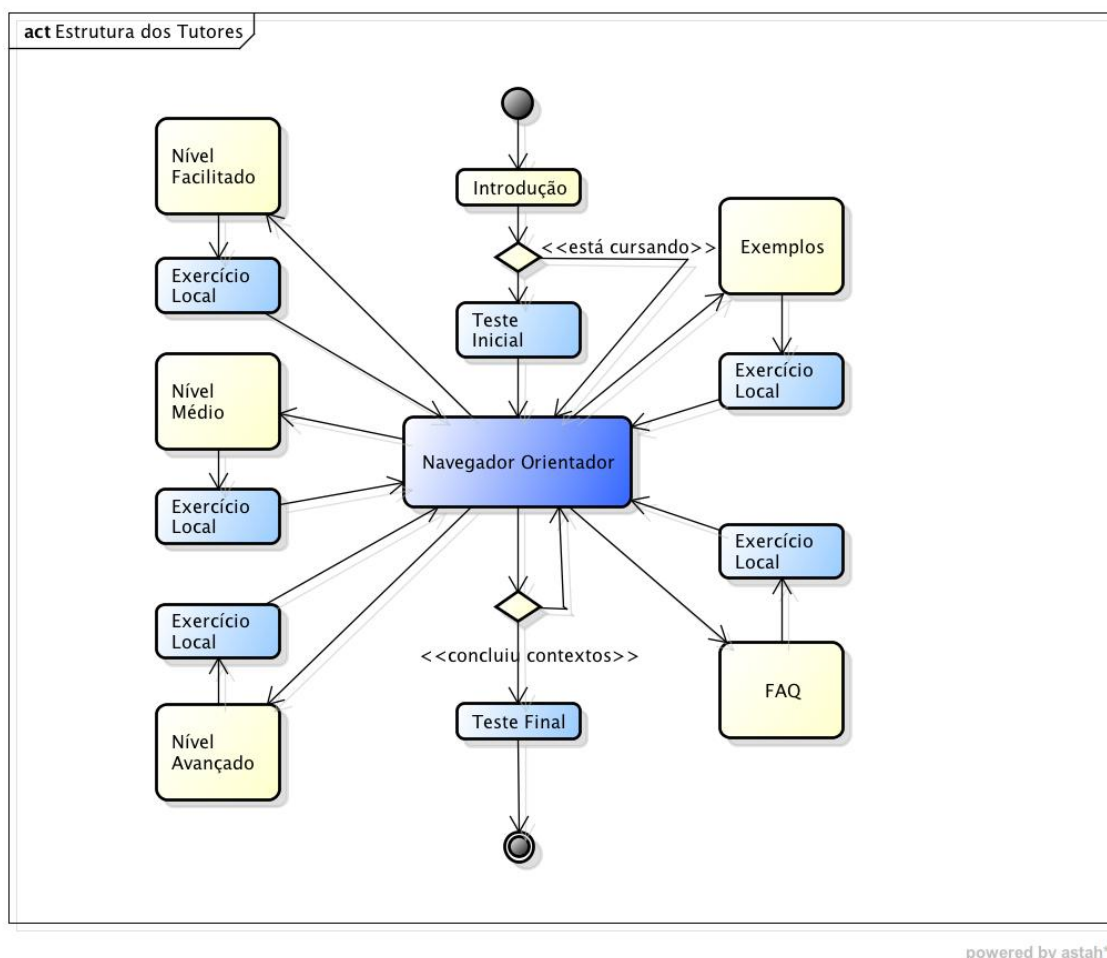 act Estrutura dos Tutores
Nível
Facilitado
Introdução
<<está cursando>>
Exemplos
Exercício
Local
Teste
Inicial
Exercício
Local
Nível
Médio
Navegador Orientador
Exercício
Local
Exercício
Local
Exercício
Local
<<concluiu contextos>>
FAQ
Teste Final
Nível
Avançado
powered by astah*